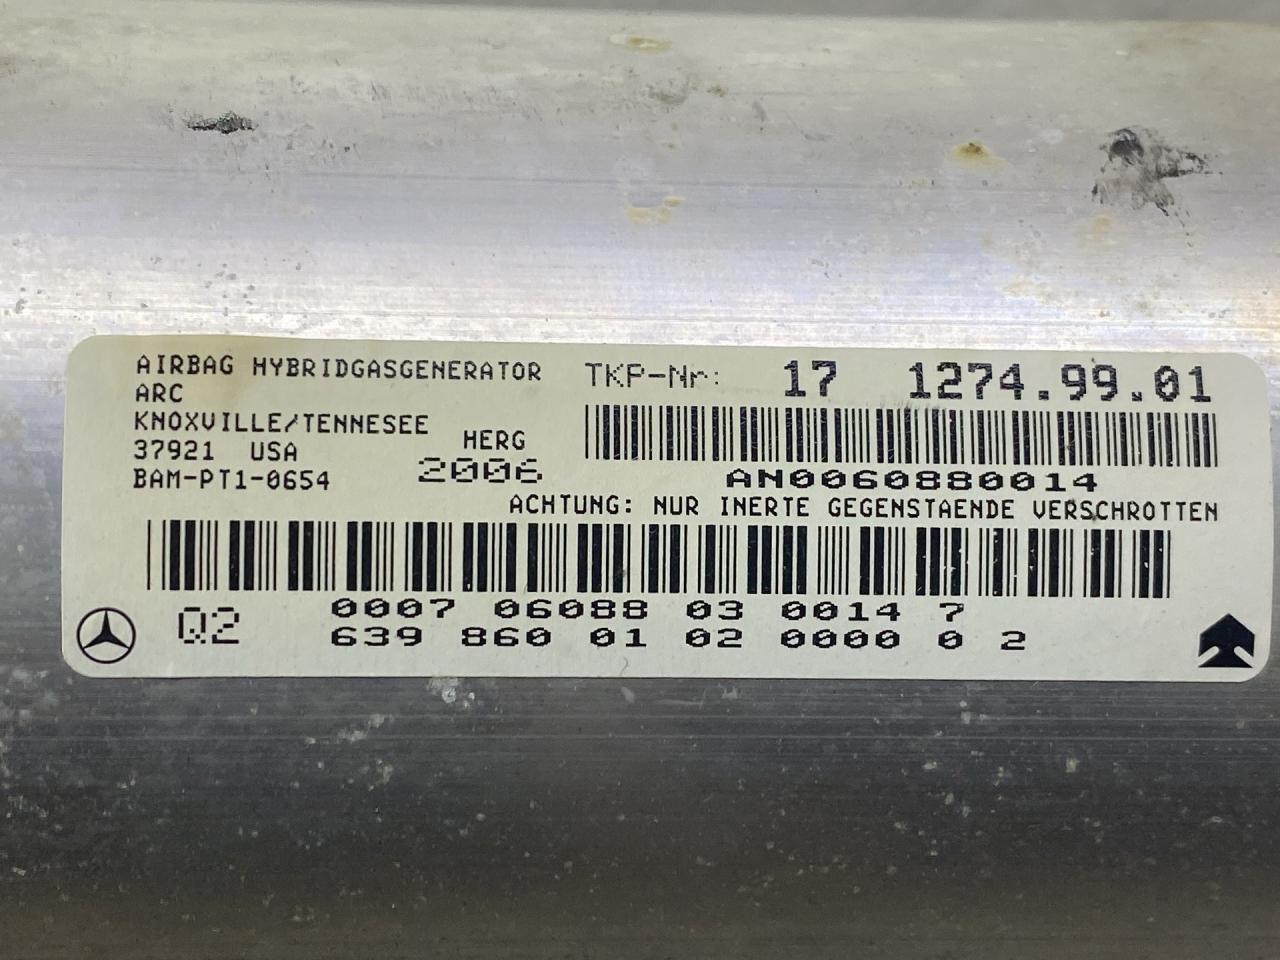 AIRBAG HYBRIDGASGENERATOR
ARC
KNOXVILLE/TENNESEE
37921 USA
BAM-PT1-0654
HERG
2006
TKP-Nr: 17 1274.99.01
AN0060880014
ACHTUNG: NUR INERTE GEGENSTAENDE VERSCHROTTEN
Q2
0007 06088 03 0014 7
639 860 01 02 0000 0 2